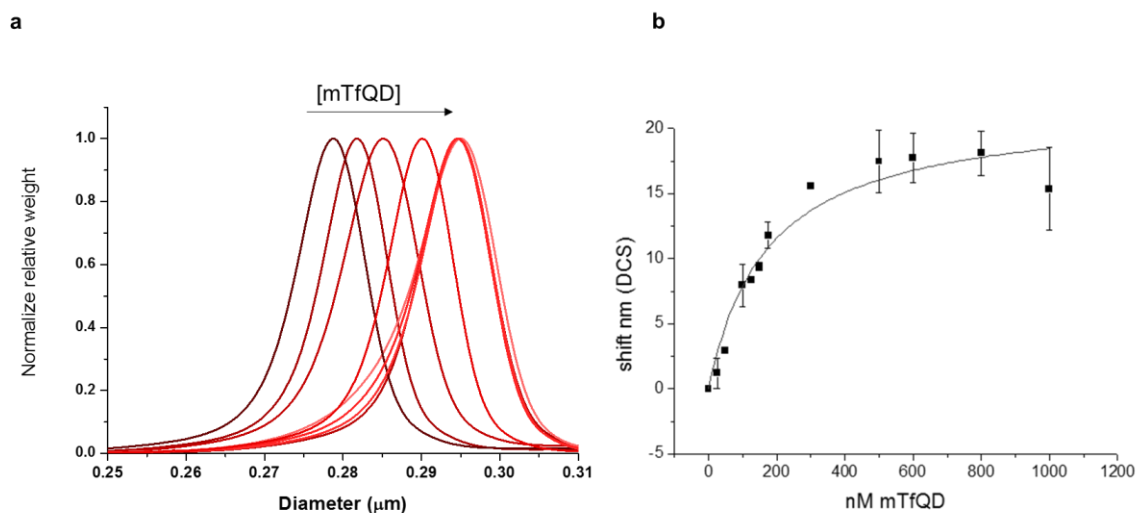 a
[mTfQD]
Normalize relative weight
1.0
0.8
0.6
0.4
0.2
0.0
0.25 0.26 0.27 0.28 0.29 0.30 0.31
Diameter (μm)
b
shift nm (DCS)
20
15
10
5
0
-5
0 200 400 600 800 1000 1200
nM mTfQD